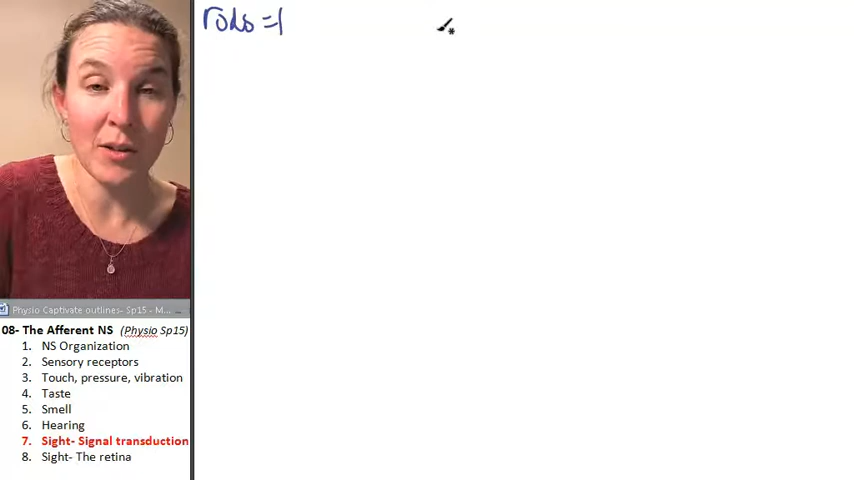 rods = 1
Physio Captivate outlines- Sp15 - M...
08- The Afferent NS (Physio Sp15)
1. NS Organization
2. Sensory receptors
3. Touch, pressure, vibration
4. Taste
5. Smell
6. Hearing
7. Sight- Signal transduction
8. Sight- The retina